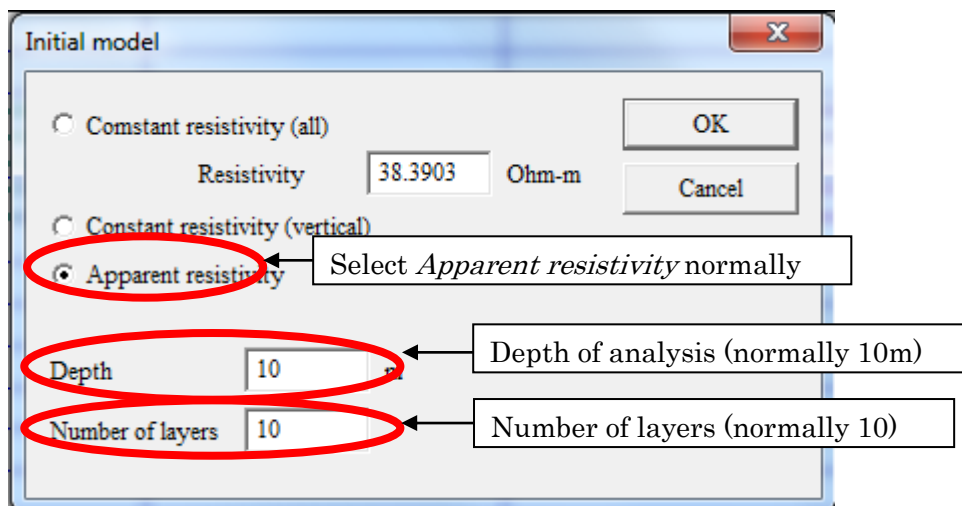 Initial model
Comstant resistivity (all)
OK
Resistivity 38.3903 Ohm-m
Cancel
Constant resistivity (vertical)
Apparent resistivity
Select Apparent resistivity normally
Depth 10 m
Depth of analysis (normally 10m)
Number of layers 10
Number of layers (normally 10)